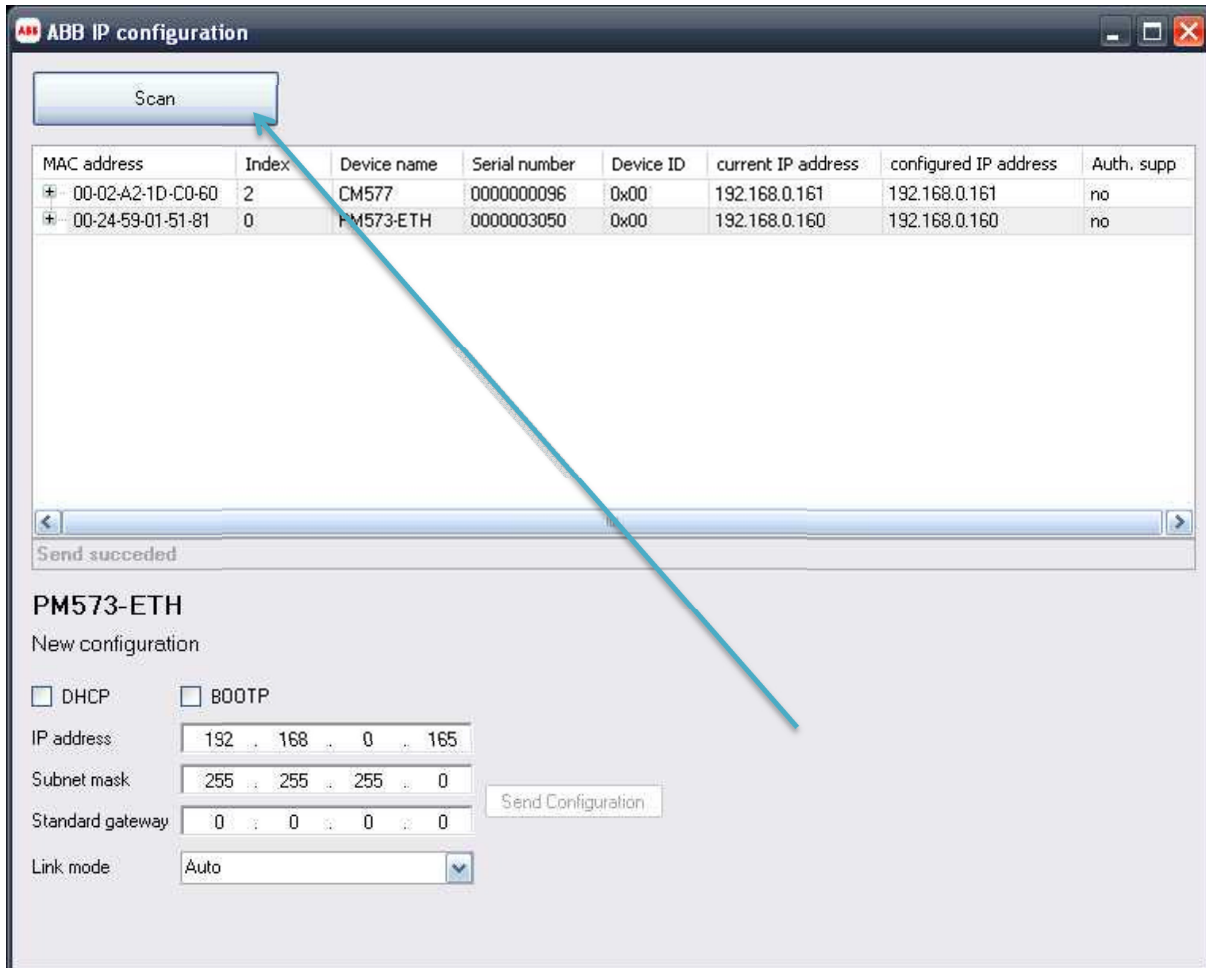 ABB ABB IP configuration
Scan
MAC address Index Device name Serial number Device ID current IP address configured IP address Auth. supp
00-02-A2-1D-C0-60 2 CM577 0000000096 0x00 192.168.0.161 192.168.0.161 no
00-24-59-01-51-81 0 PM573-ETH 0000003050 0x00 192.168.0.160 192.168.0.160 no
Send succeded
PM573-ETH
New configuration
DHCP BOOTP
IP address 192 . 168 . 0 . 165
Subnet mask 255 . 255 . 255 . 0
Send Configuration
Standard gateway 0 . 0 . 0 . 0
Link mode Auto